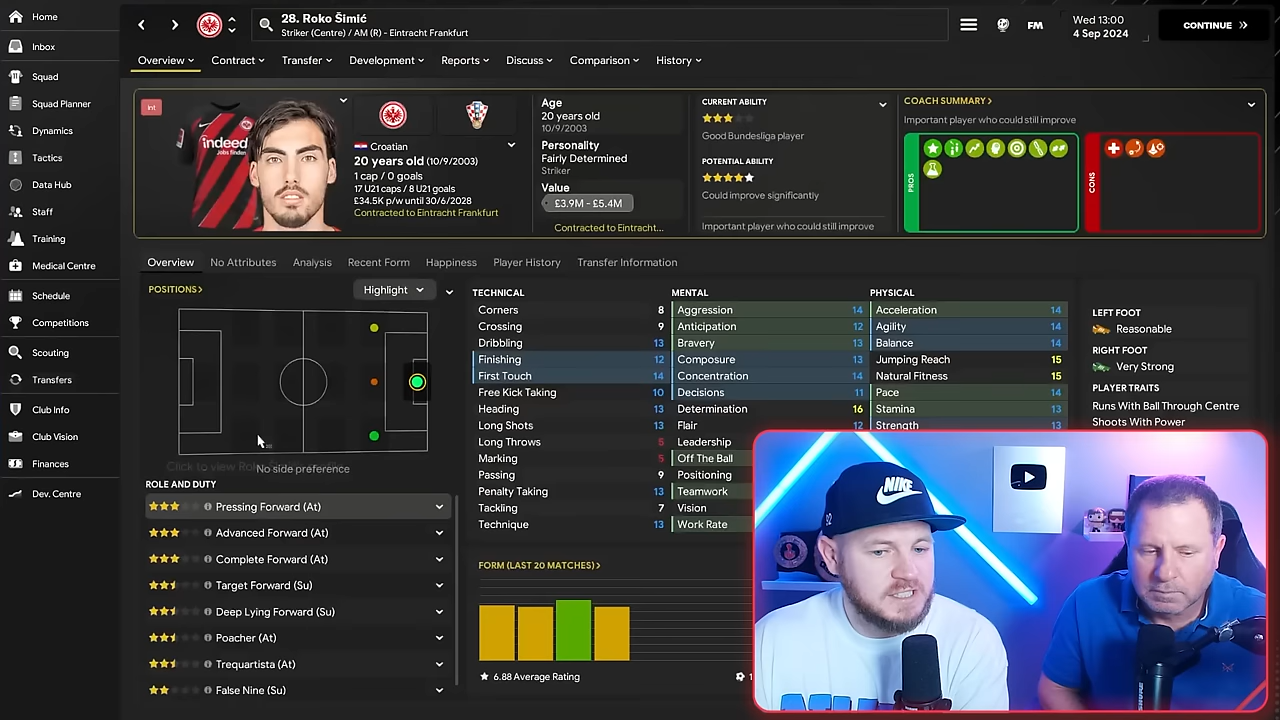 Home
Inbox
Squad
Squad Planner
Dynamics
Tactics
Data Hub
Staff
Training
Medical Centre
Schedule
Competitions
Scouting
Transfers
Club Info
Club Vision
Finances
Dev. Centre
28. Roko Šimić
Striker (Centre) / AM (R) - Eintracht Frankfurt
FM
Wed 13:00
4 Sep 2024
CONTINUE
Overview
Contract
Transfer
Development
Reports
Discuss
Comparison
History
Int
indeed
Croatian
20 years old (10/9/2003)
1 cap / 0 goals
17 U21 caps / 8 U21 goals
£34.5K p/w until 30/6/2028
Contracted to Eintracht Frankfurt
Age
20 years old
10/9/2003
Personality
Fairly Determined
Striker
Value
£3.9M - £5.4M
Contracted to Eintracht...
CURRENT ABILITY
Good Bundesliga player
POTENTIAL ABILITY
Could improve significantly
Important player who could still improve
COACH SUMMARY >
Important player who could still improve
PROS
CONS
Overview
No Attributes
Analysis
Recent Form
Happiness
Player History
Transfer Information
POSITIONS >
Highlight
Click to view
No side preference
ROLE AND DUTY
Pressing Forward (At)
Advanced Forward (At)
Complete Forward (At)
Target Forward (Su)
Deep Lying Forward (Su)
Poacher (At)
Trequartista (At)
False Nine (Su)
TECHNICAL
Corners 8
Crossing 9
Dribbling 13
Finishing 12
First Touch 14
Free Kick Taking 10
Heading 13
Long Shots 13
Long Throws 5
Marking 5
Passing 9
Penalty Taking 13
Tackling 7
Technique 13
MENTAL
Aggression 14
Anticipation 12
Bravery 13
Composure 13
Concentration 14
Decisions 11
Determination 16
Flair 12
Leadership
Off The Ball
Positioning
Teamwork
Vision
Work Rate
PHYSICAL
Acceleration 14
Agility 14
Balance 14
Jumping Reach 15
Natural Fitness 15
Pace 14
Stamina 13
Strength 13
LEFT FOOT
Reasonable
RIGHT FOOT
Very Strong
PLAYER TRAITS
Runs With Ball Through Centre
Shoots With Power
FORM (LAST 20 MATCHES) >
6.88 Average Rating
NIKE